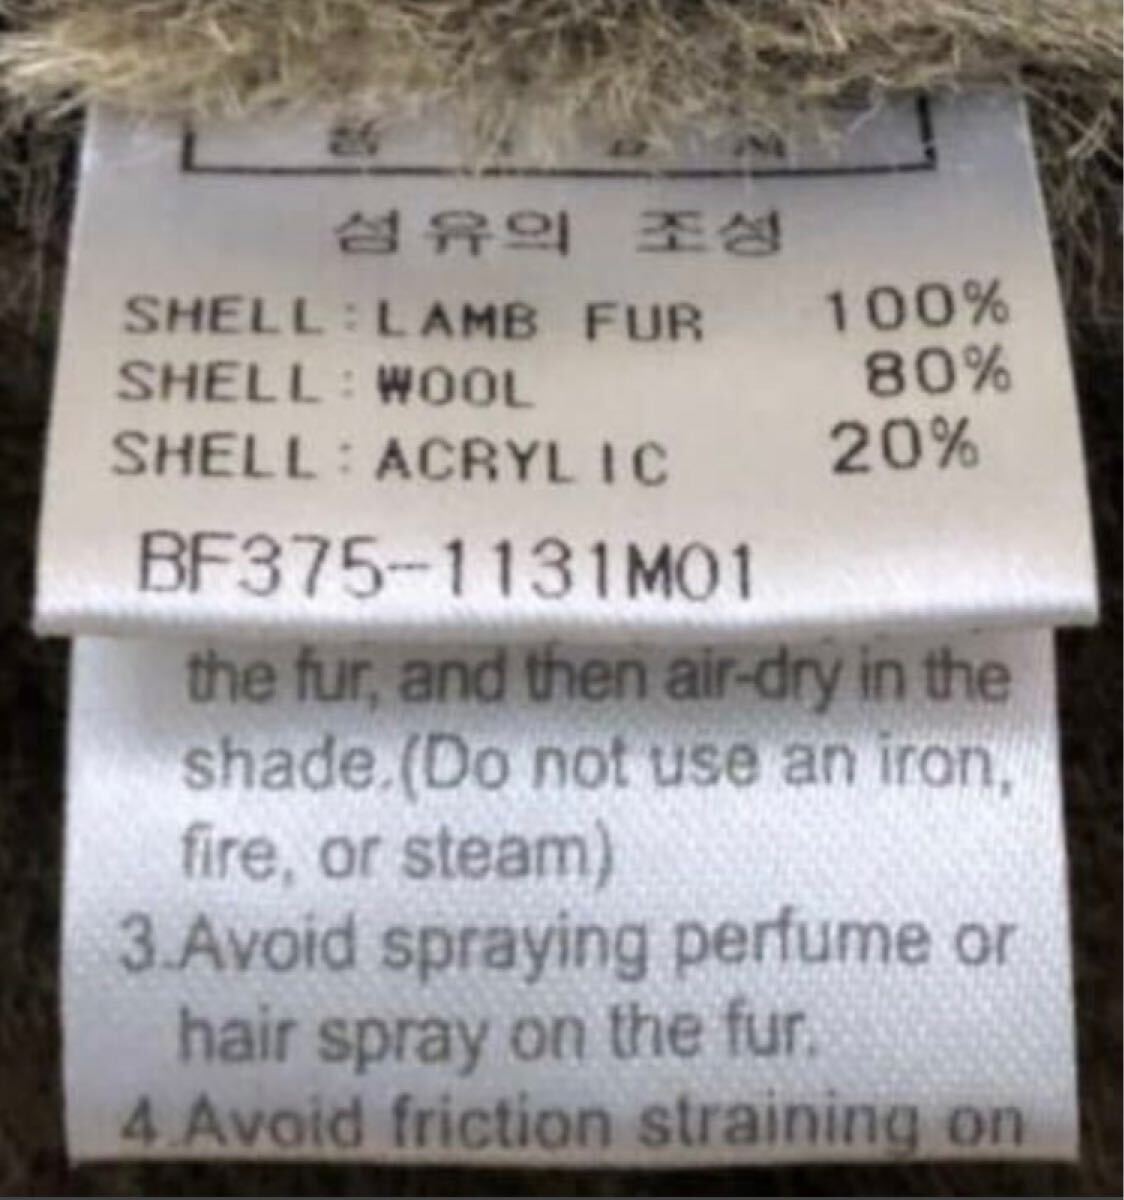 섬유의 조성
SHELL:LAMB FUR 100%
SHELL:WOOL 80%
SHELL:ACRYLIC 20%
BF375-1131M01
the fur, and then air-dry in the
shade.(Do not use an iron,
fire, or steam)
3.Avoid spraying perfume or
hair spray on the fur.
4.Avoid friction straining on